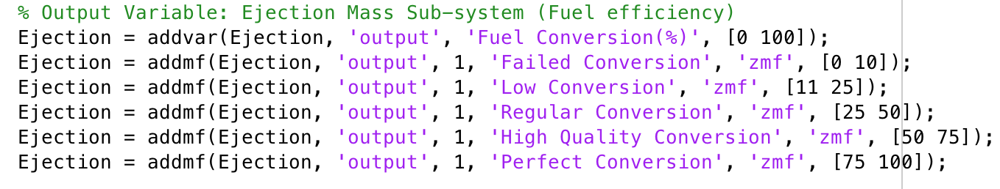 % Output Variable: Ejection Mass Sub-system (Fuel efficiency)
Ejection = addvar(Ejection, 'output', 'Fuel Conversion(%)', [0 100]);
Ejection = addmf(Ejection, 'output', 1, 'Failed Conversion', 'zmf', [0 10]);
Ejection = addmf(Ejection, 'output', 1, 'Low Conversion', 'zmf', [11 25]);
Ejection = addmf(Ejection, 'output', 1, 'Regular Conversion', 'zmf', [25 50]);
Ejection = addmf(Ejection, 'output', 1, 'High Quality Conversion', 'zmf', [50 75]);
Ejection = addmf(Ejection, 'output', 1, 'Perfect Conversion', 'zmf', [75 100]);